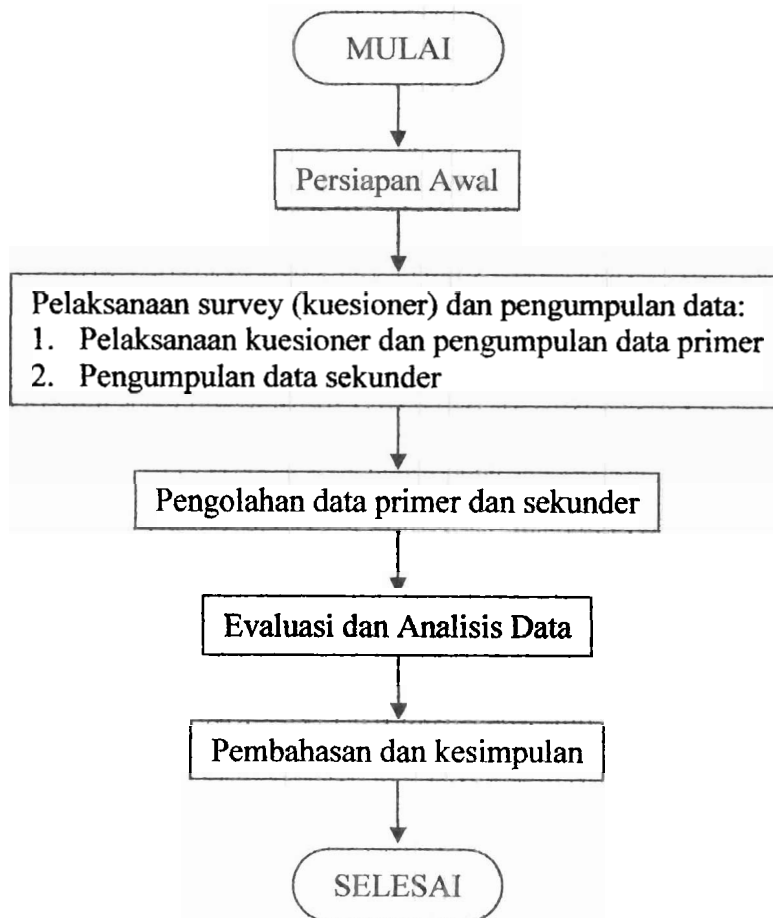 MULAI
Persiapan Awal
Pelaksanaan survey (kuesioner) dan pengumpulan data:
1. Pelaksanaan kuesioner dan pengumpulan data primer
2. Pengumpulan data sekunder
Pengolahan data primer dan sekunder
Evaluasi dan Analisis Data
Pembahasan dan kesimpulan
SELESAI